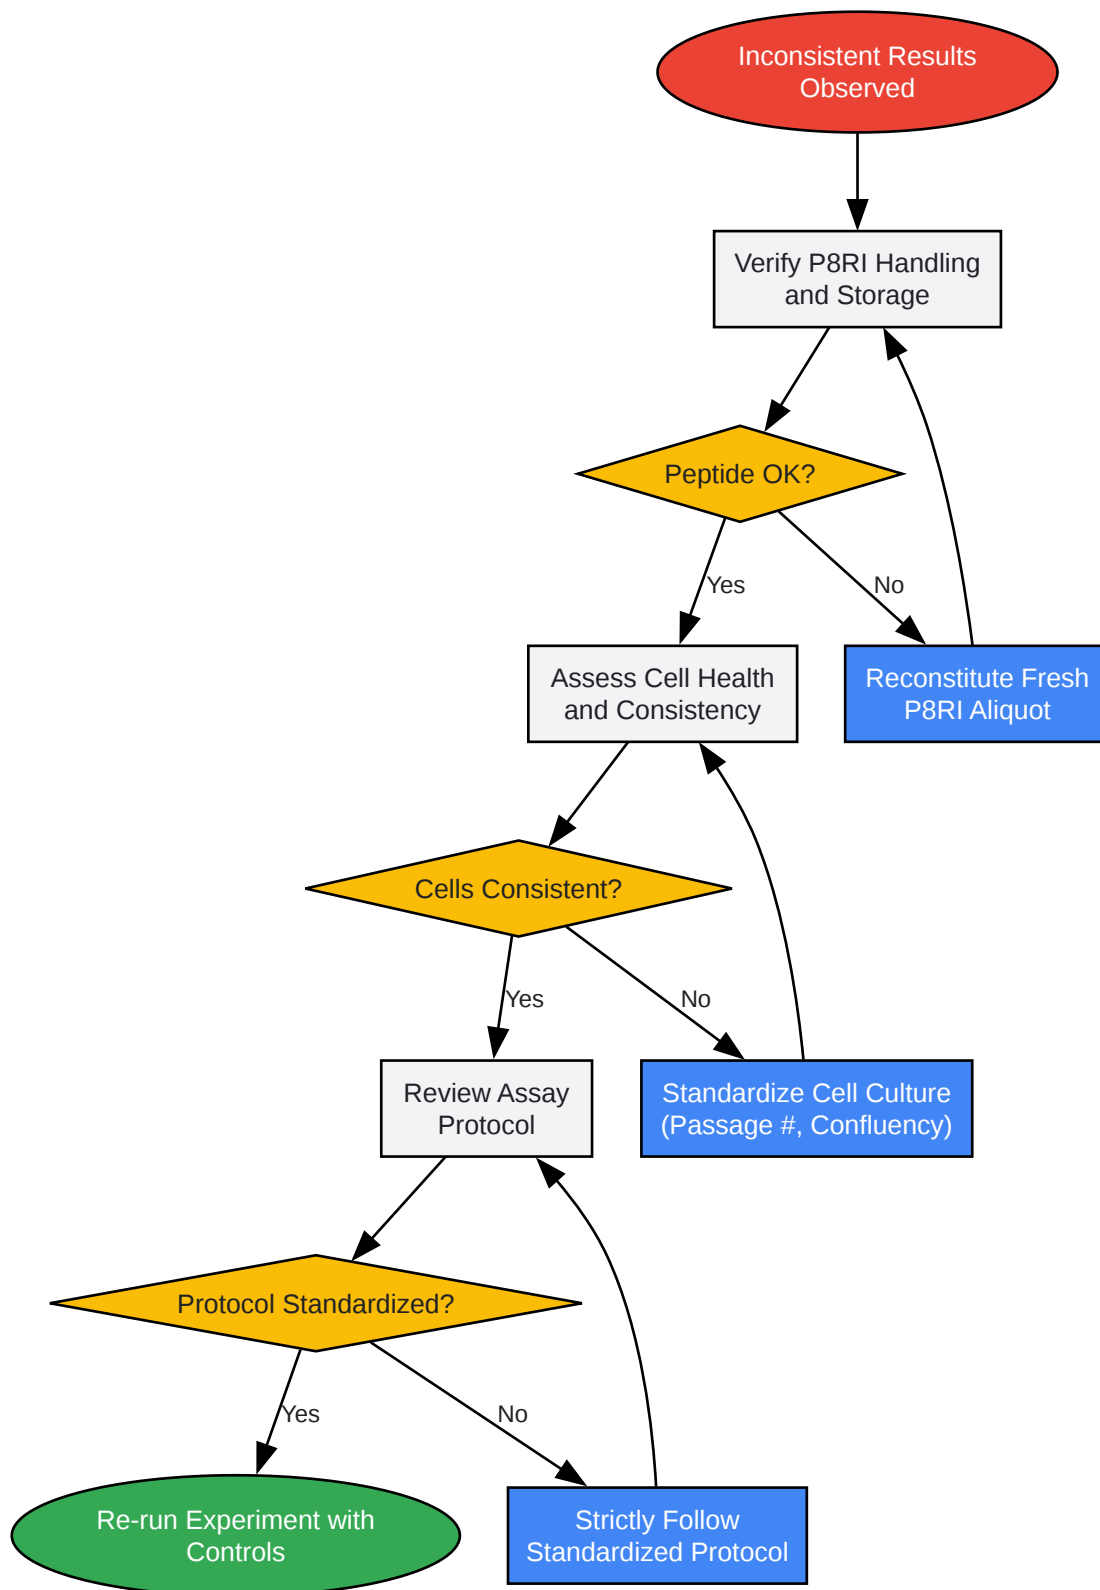 Inconsistent Results
Observed
Verify P8RI Handling
and Storage
Peptide OK?
Yes
No
Assess Cell Health
and Consistency
Reconstitute Fresh
P8RI Aliquot
Cells Consistent?
Yes
No
Review Assay
Protocol
Standardize Cell Culture
(Passage #, Confluency)
Protocol Standardized?
Yes
No
Re-run Experiment with
Controls
Strictly Follow
Standardized Protocol